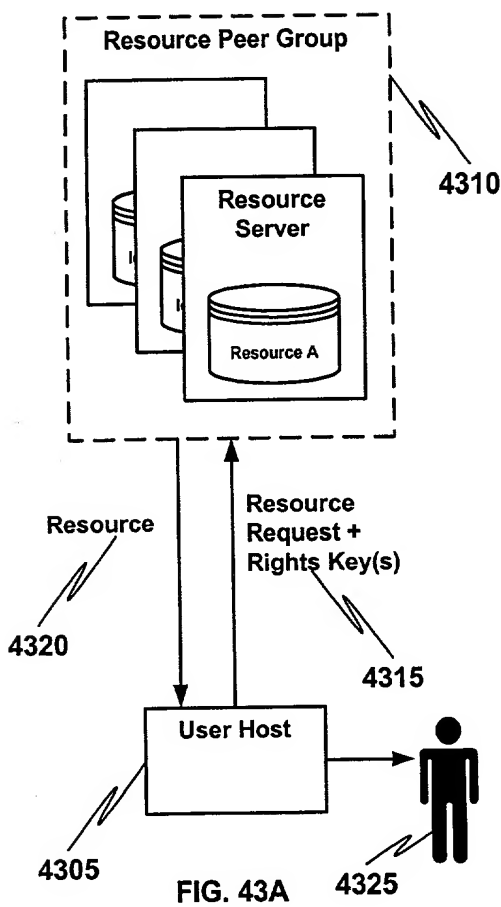 Resource Peer Group
4310
Resource
Server
Resource A
Resource
Resource
Request +
Rights Key(s)
4320
4315
User Host
4305
4325
FIG. 43A